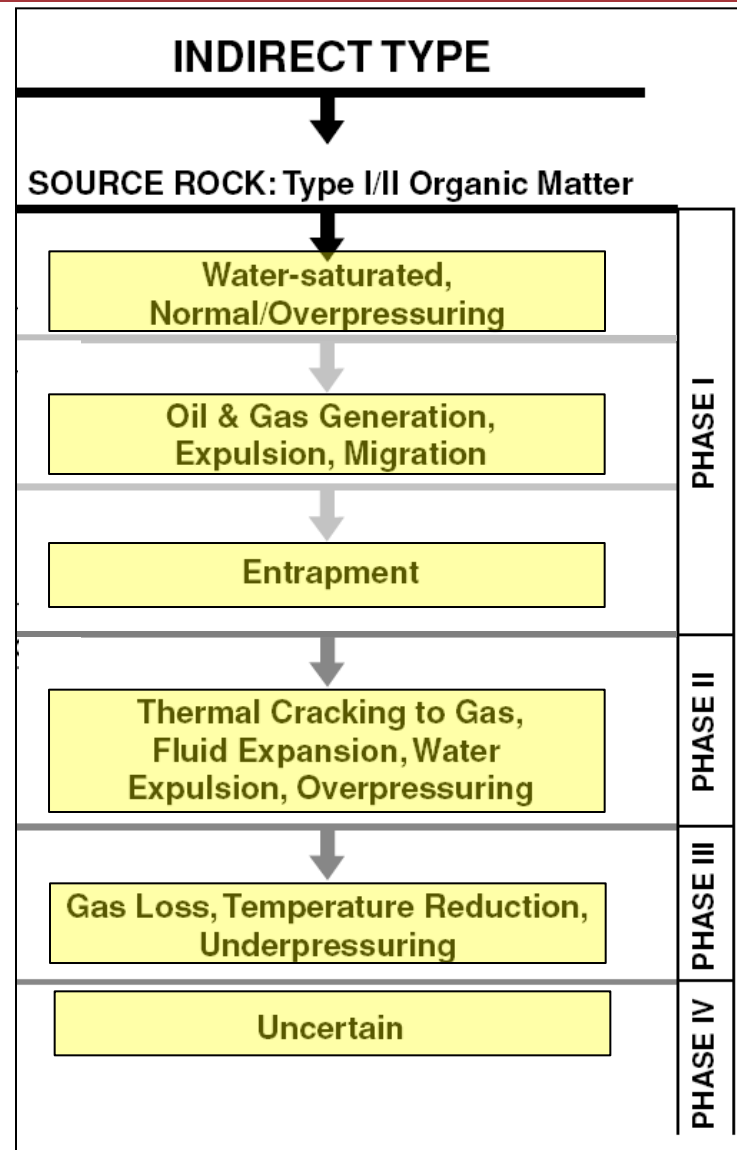 INDIRECT TYPE
SOURCE ROCK: Type I/II Organic Matter
Water-saturated,
Normal/Overpressuring
Oil & Gas Generation,
Expulsion, Migration
Entrapment
PHASE I
Thermal Cracking to Gas,
Fluid Expansion, Water
Expulsion, Overpressuring
PHASE II
Gas Loss, Temperature Reduction,
Underpressuring
PHASE III
Uncertain
PHASE IV